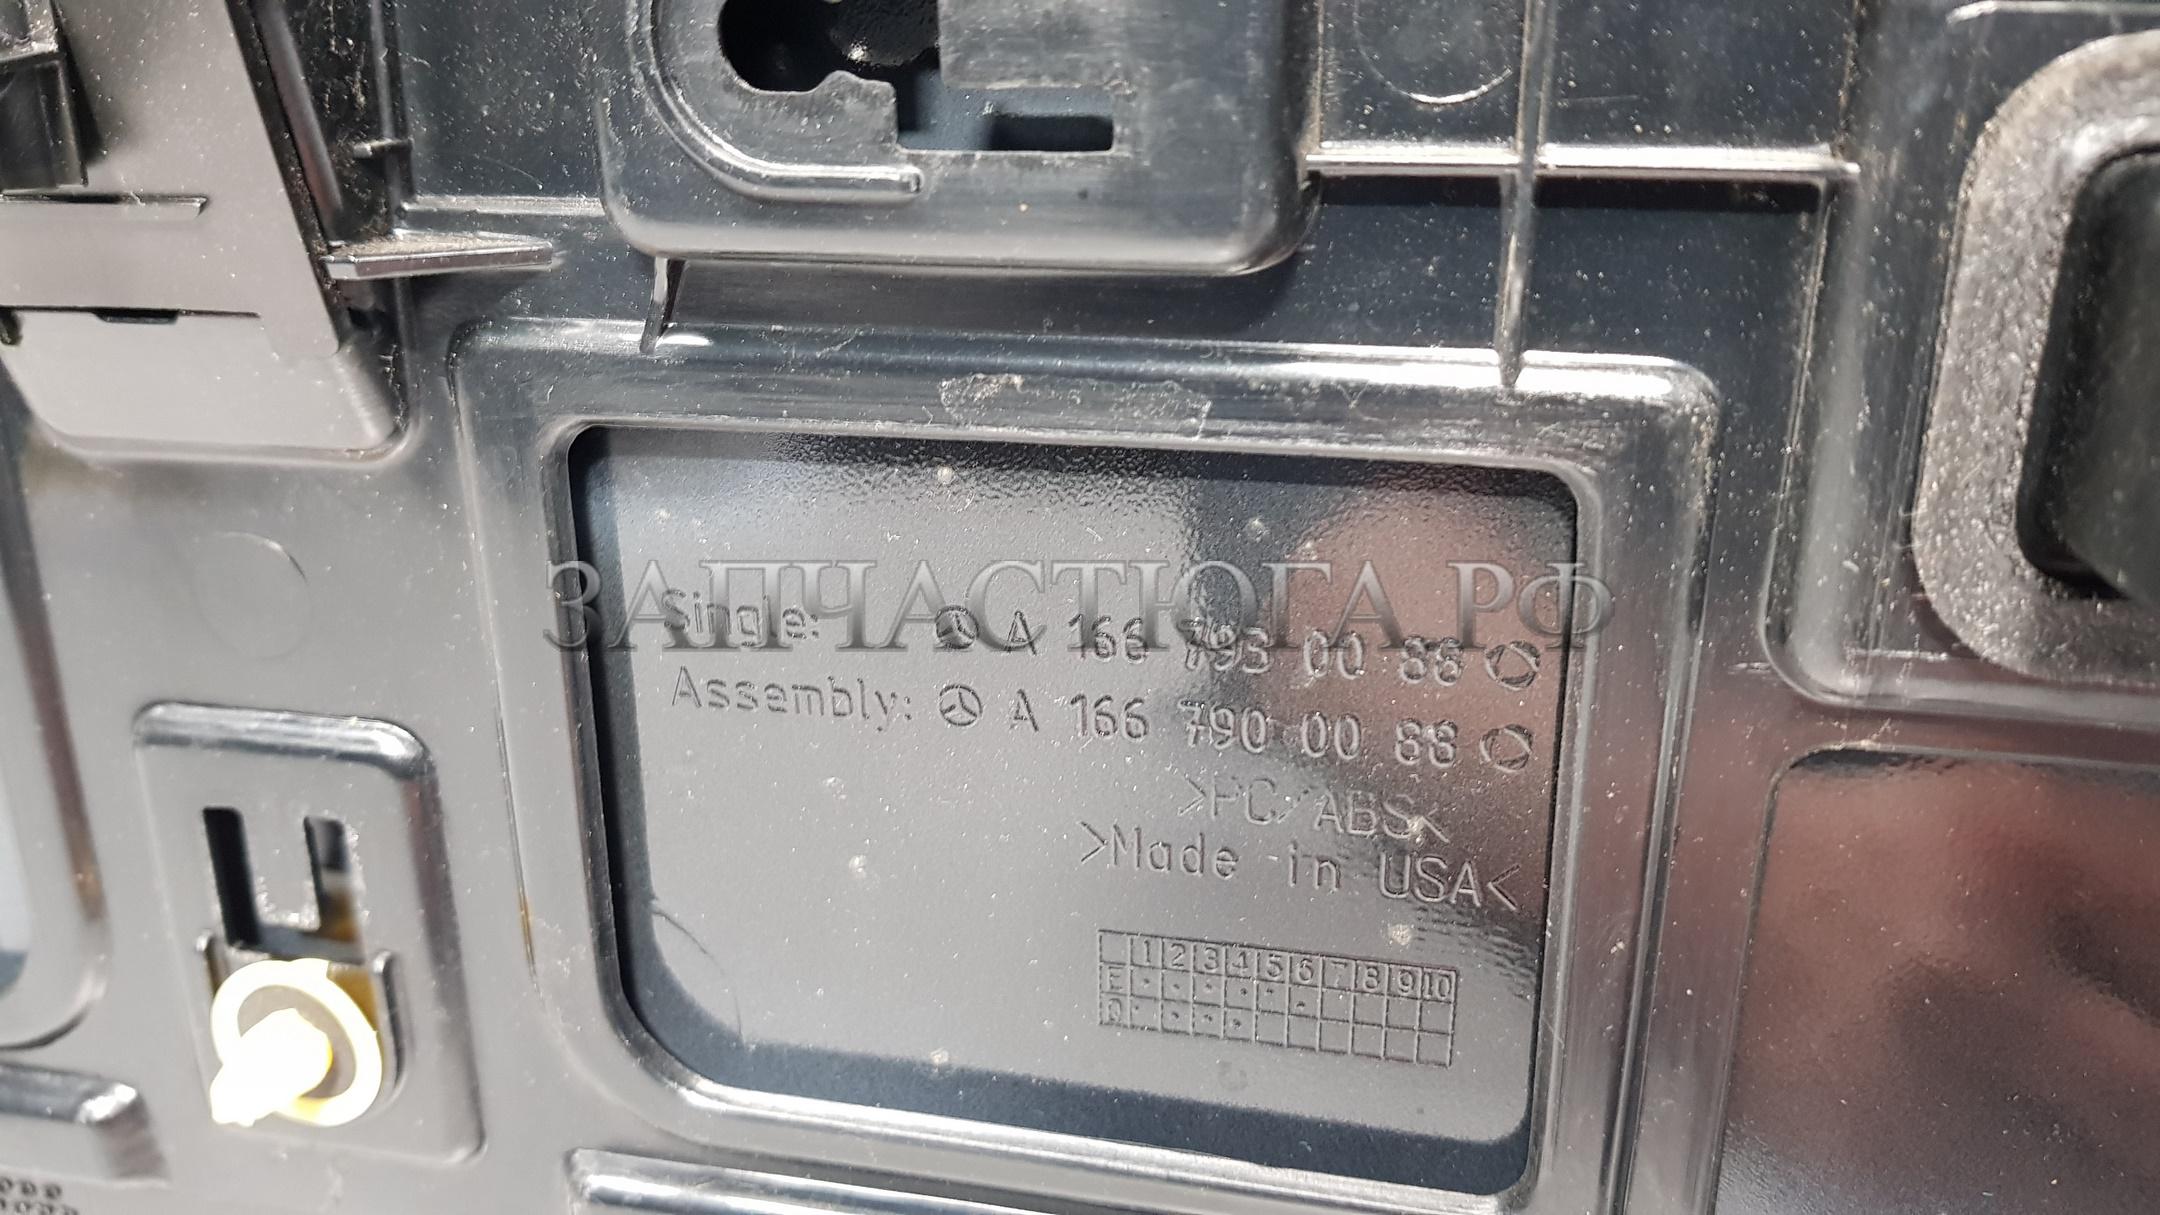 ЗАПЧАСТЮГА.РФ
Single: A 166 793 00 88
Assembly: A 166 790 00 88
>PC/ABS<
>Made in USA<
1 2 3 4 5 6 7 8 9 10
E
Q